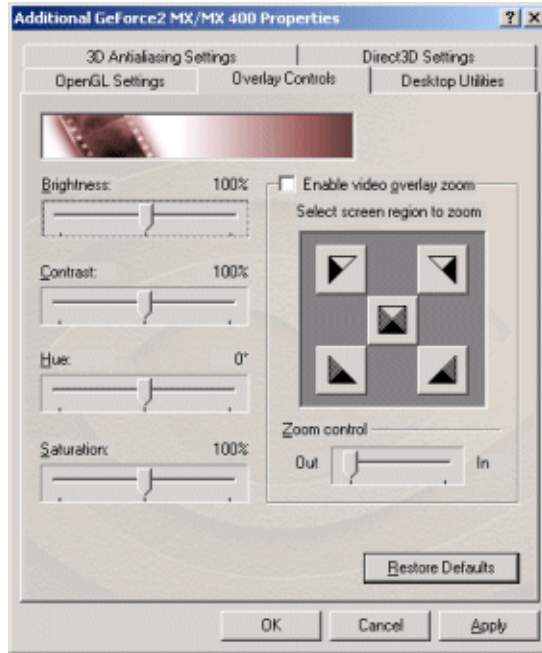 Additional GeForce2 MX/MX 400 Properties
3D Antialiasing Settings Direct3D Settings
OpenGL Settings Overlay Controls Desktop Utilities
Brightness: 100%
Enable video overlay zoom
Select screen region to zoom
Contrast: 100%
Hue: 0°
Zoom control
Saturation: 100%
Out In
Restore Defaults
OK Cancel Apply